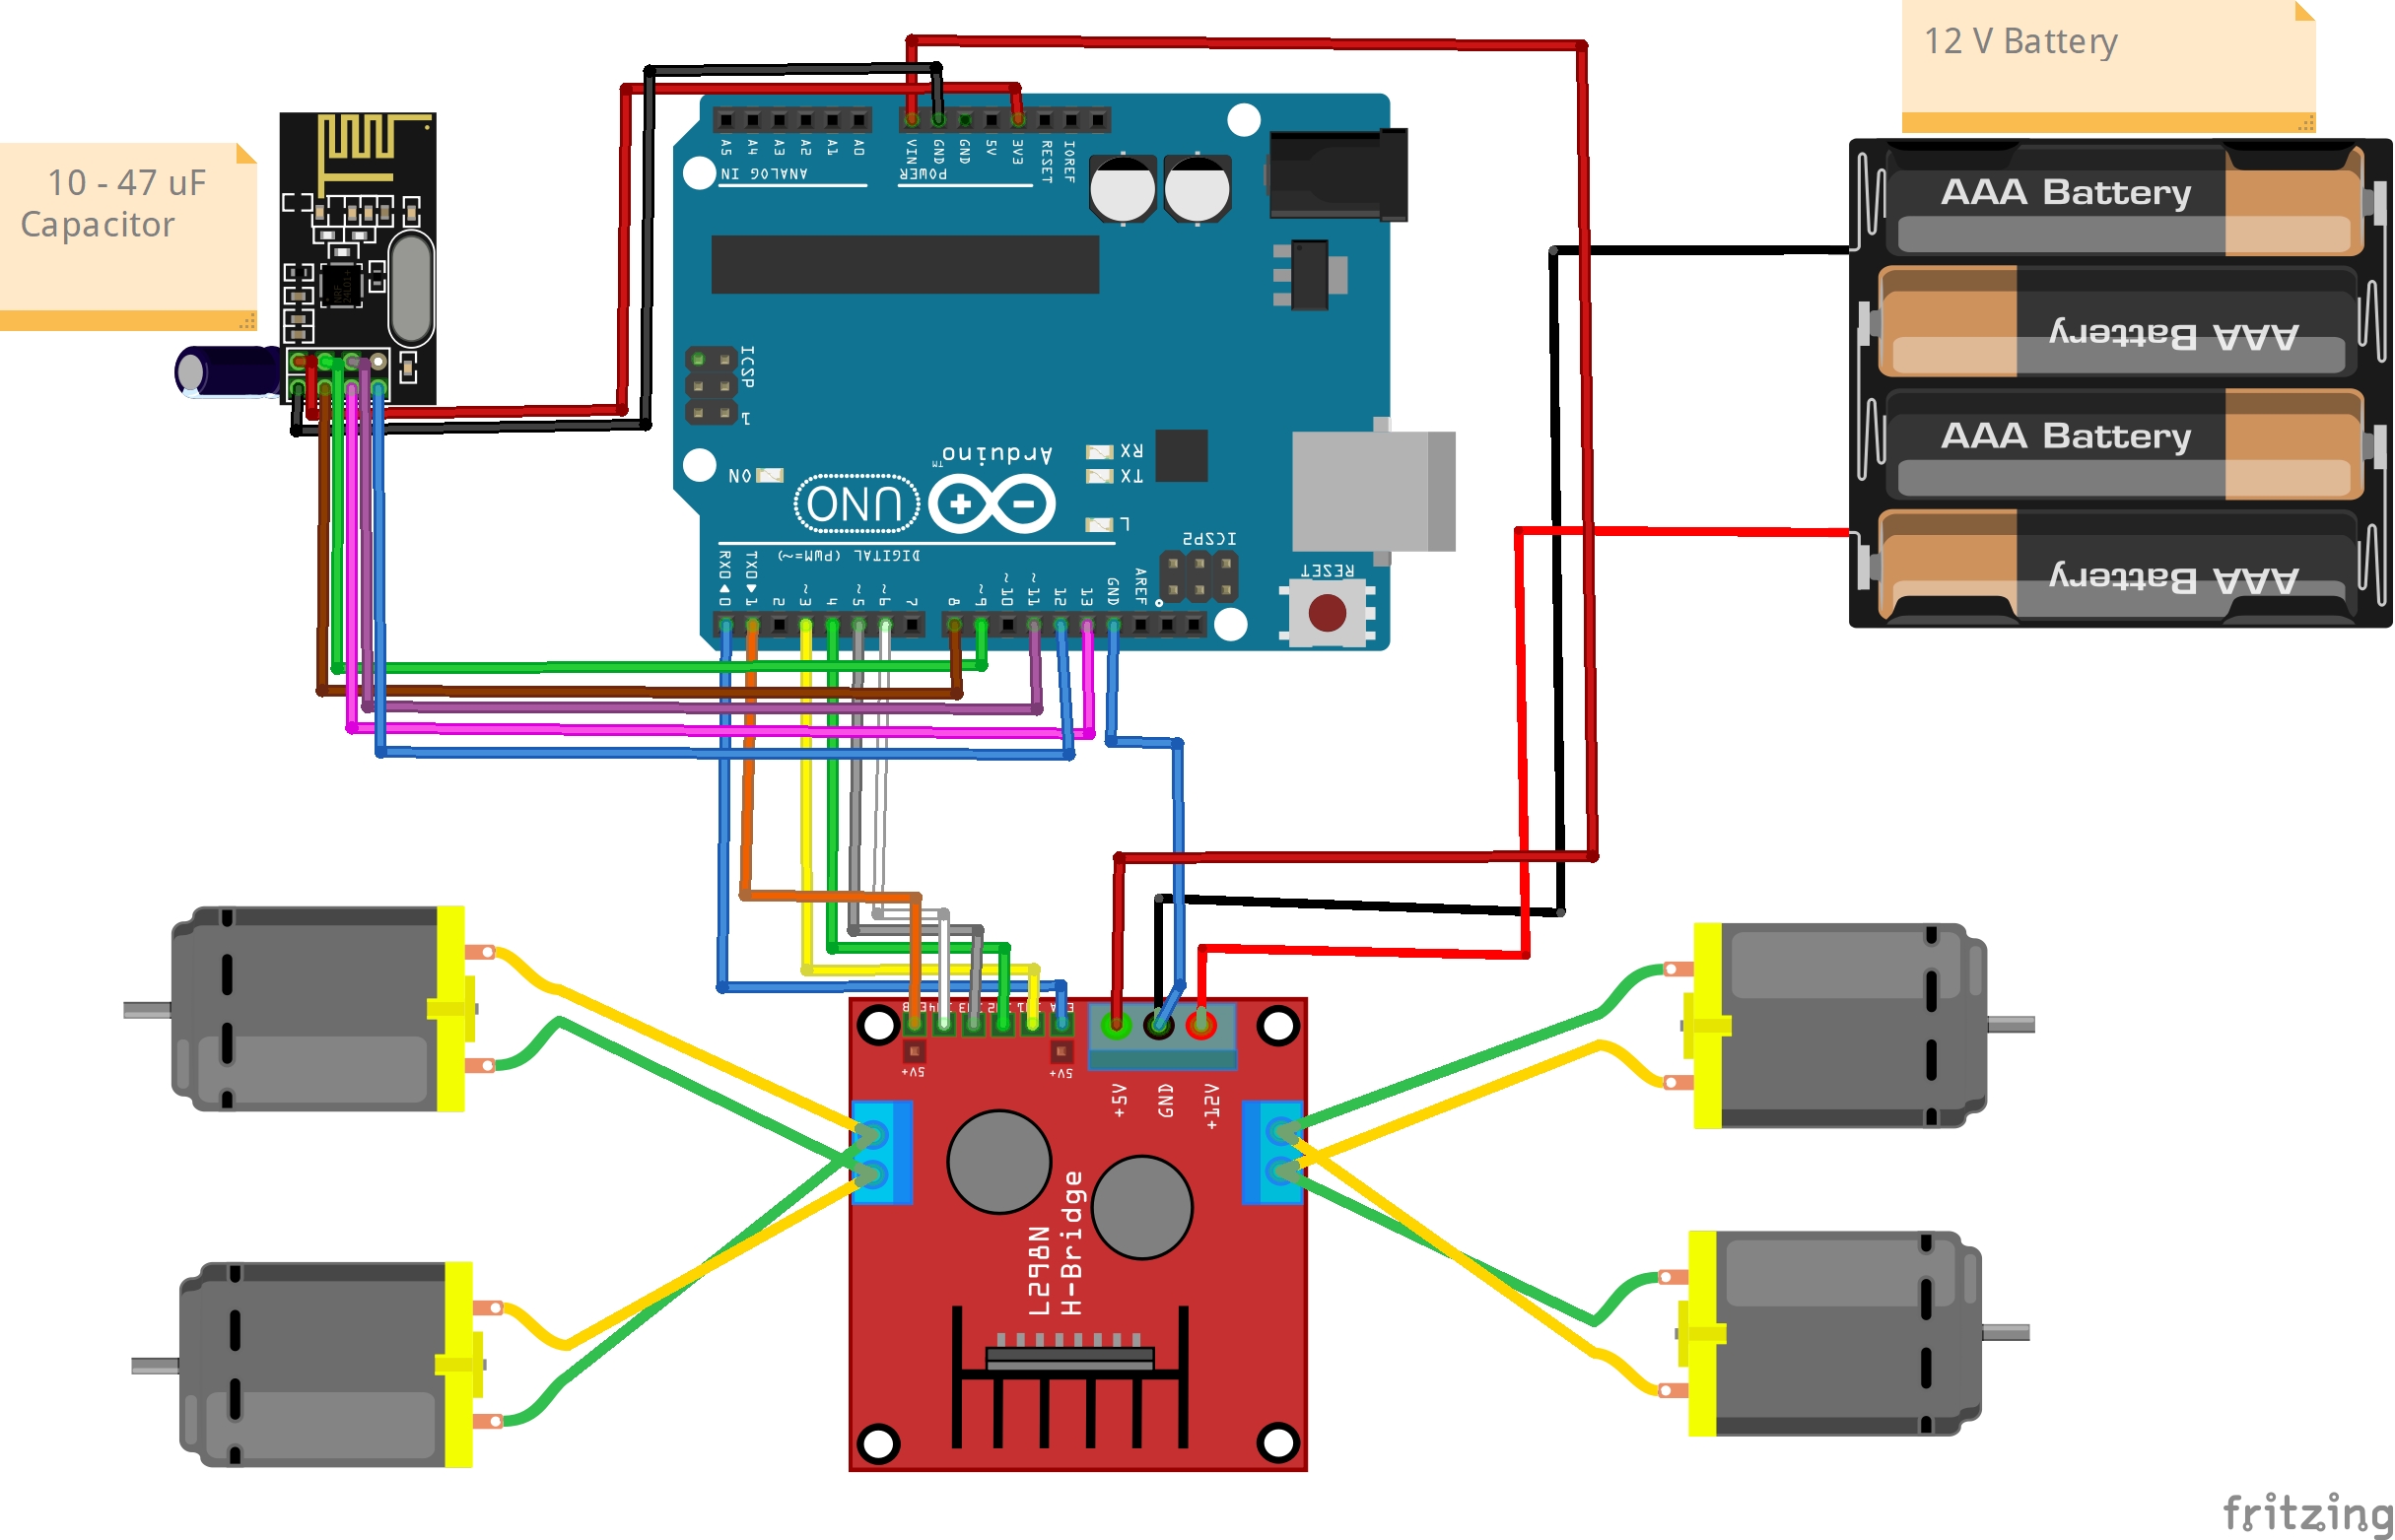 12 V Battery
10 - 47 uF
Capacitor
A5 A4 A3 A2 A1 A0
VIN GND GND 5V 3V3 RESET IOREF
ANALOG IN
POWER
AAA Battery
AAA Battery
AAA Battery
AAA Battery
NRF
24L01+
ICSP
1
ON
UNO
Arduino™
RX
TX
L
ICSP2
RESET
DIGITAL (PWM=~)
RX0◄0 TX0►1 2 ~3 4 ~5 ~6 7 8 ~9 ~10 ~11 12 13 GND AREF
5V+
5V+
+5V
GND
+12V
L298N
H-Bridge
fritzing